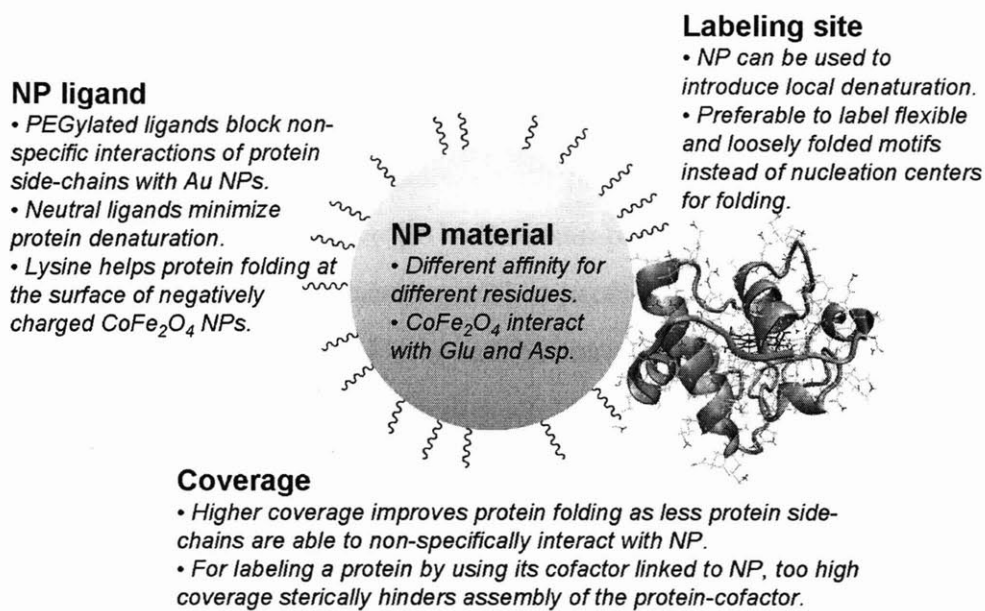 NP ligand
• PEGylated ligands block non-
specific interactions of protein
side-chains with Au NPs.
• Neutral ligands minimize
protein denaturation.
• Lysine helps protein folding at
the surface of negatively
charged CoFe₂O₄ NPs.
NP material
• Different affinity for
different residues.
• CoFe₂O₄ interact
with Glu and Asp.
Labeling site
• NP can be used to
introduce local denaturation.
• Preferable to label flexible
and loosely folded motifs
instead of nucleation centers
for folding.
Coverage
• Higher coverage improves protein folding as less protein side-
chains are able to non-specifically interact with NP.
• For labeling a protein by using its cofactor linked to NP, too high
coverage sterically hinders assembly of the protein-cofactor.